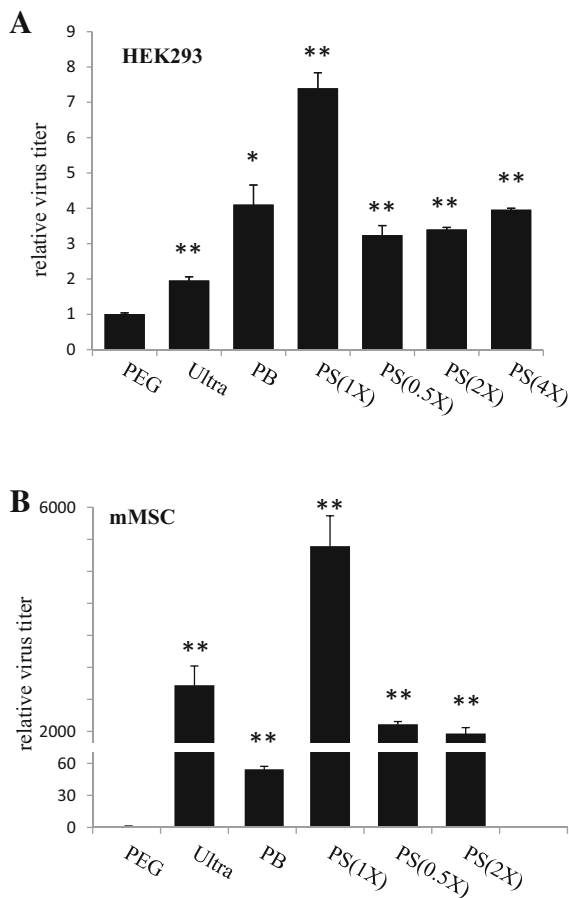 A
HEK293
relative virus titer
9
8
7
6
5
4
3
2
1
0
**
*
**
**
**
**
PEG
Ultra
PB
PS(1X)
PS(0.5X)
PS(2X)
PS(4X)
B
mMSC
relative virus titer
6000
2000
60
30
0
**
**
**
**
**
PEG
Ultra
PB
PS(1X)
PS(0.5X)
PS(2X)